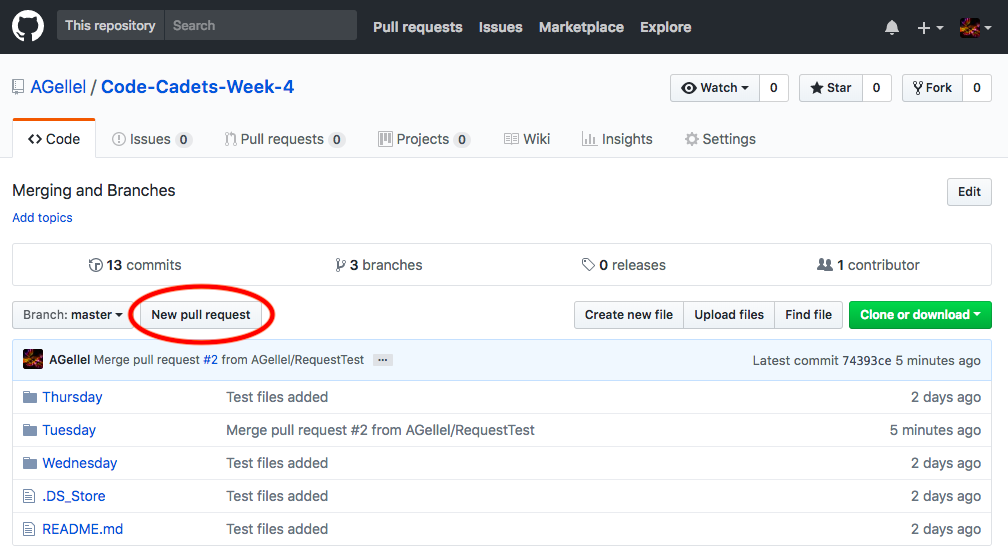 This repository Search Pull requests Issues Marketplace Explore
AGellel / Code-Cadets-Week-4 Watch 0 Star 0 Fork 0
Code Issues 0 Pull requests 0 Projects 0 Wiki Insights Settings
Merging and Branches Edit
Add topics
13 commits 3 branches 0 releases 1 contributor
Branch: master New pull request Create new file Upload files Find file Clone or download
AGellel Merge pull request #2 from AGellel/RequestTest ... Latest commit 74393ce 5 minutes ago
Thursday Test files added 2 days ago
Tuesday Merge pull request #2 from AGellel/RequestTest 5 minutes ago
Wednesday Test files added 2 days ago
.DS_Store Test files added 2 days ago
README.md Test files added 2 days ago